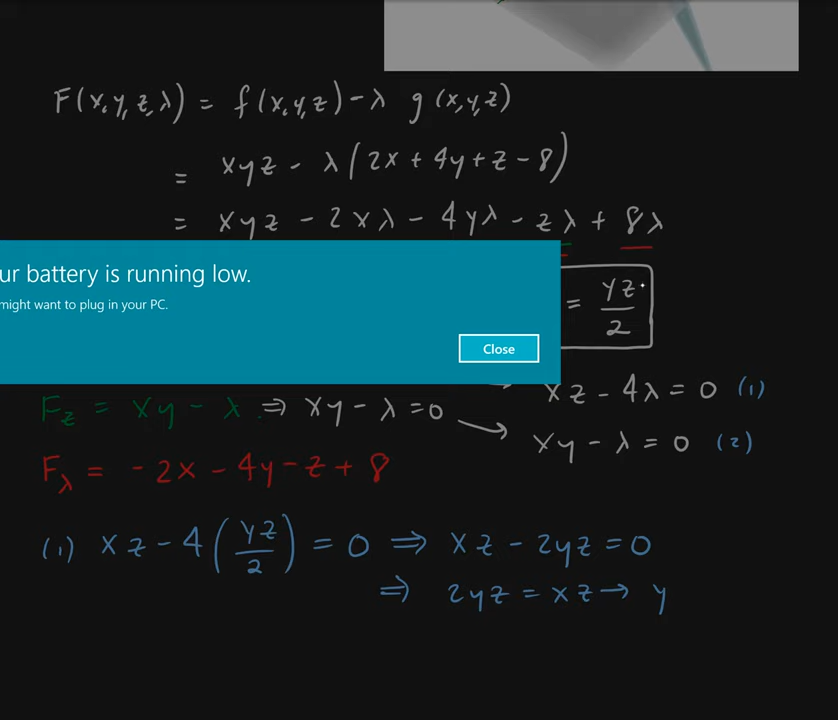 F(x,y,z,λ) = f(x,y,z) - λ g(x,y,z)
= xyz - λ(2x + 4y + z - 8)
= xyz - 2xλ - 4yλ - zλ + 8λ
ur battery is running low.
might want to plug in your PC.
Close
= yz/2
xz - 4λ = 0 (1)
F_z = xy - λ ⇒ xy - λ = 0
→ xy - λ = 0 (2)
F_λ = -2x - 4y - z + 8
(1) xz - 4(yz/2) = 0 ⇒ xz - 2yz = 0
⇒ 2yz = xz → y